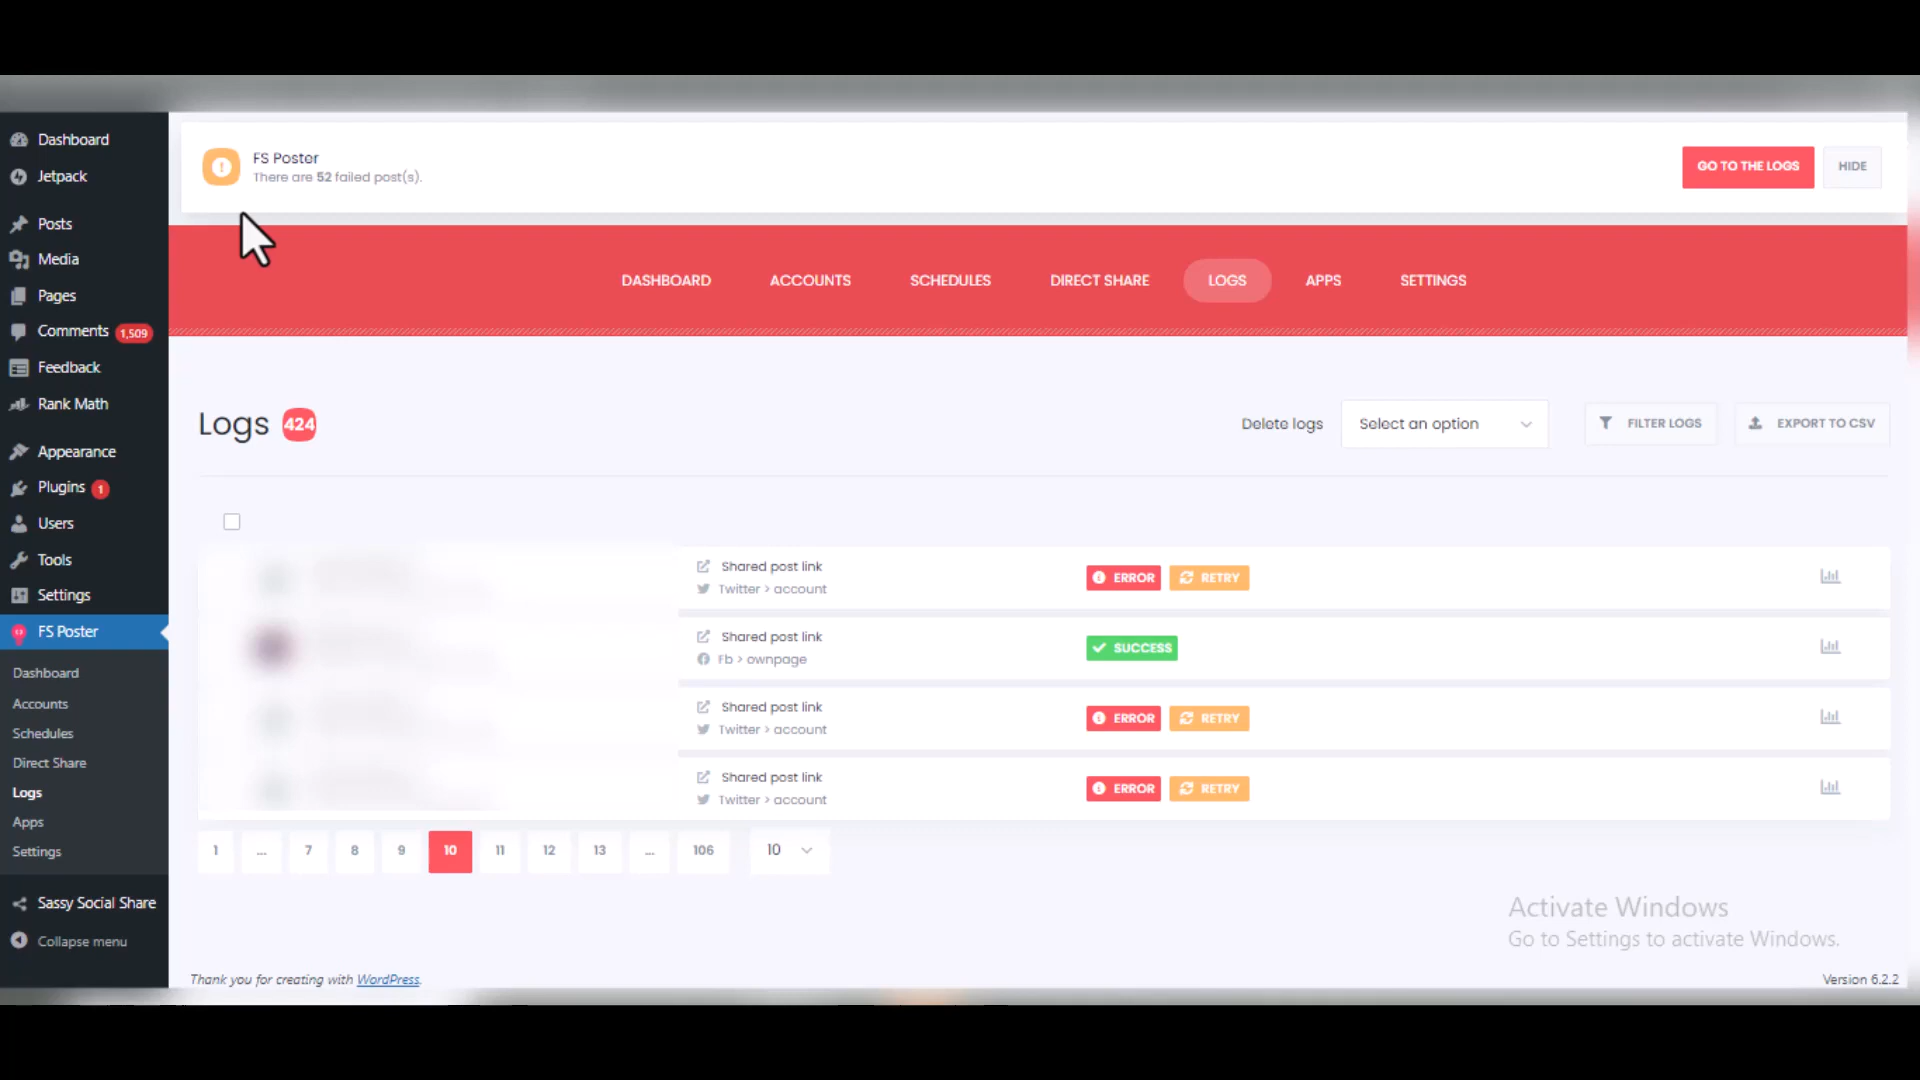 Dashboard
Jetpack
Posts
Media
Pages
Comments 1,509
Feedback
Rank Math
Appearance
Plugins 1
Users
Tools
Settings
FS Poster
Dashboard
Accounts
Schedules
Direct Share
Logs
Apps
Settings
Sassy Social Share
Collapse menu
FS Poster
There are 52 failed post(s).
GO TO THE LOGS
HIDE
DASHBOARD ACCOUNTS SCHEDULES DIRECT SHARE LOGS APPS SETTINGS
Logs 424
Delete logs Select an option FILTER LOGS EXPORT TO CSV
Shared post link
Twitter > account
ERROR RETRY
Shared post link
Fb > ownpage
SUCCESS
Shared post link
Twitter > account
ERROR RETRY
Shared post link
Twitter > account
ERROR RETRY
1 ... 7 8 9 10 11 12 13 ... 106 10
Activate Windows
Go to Settings to activate Windows.
Thank you for creating with WordPress.
Version 6.2.2